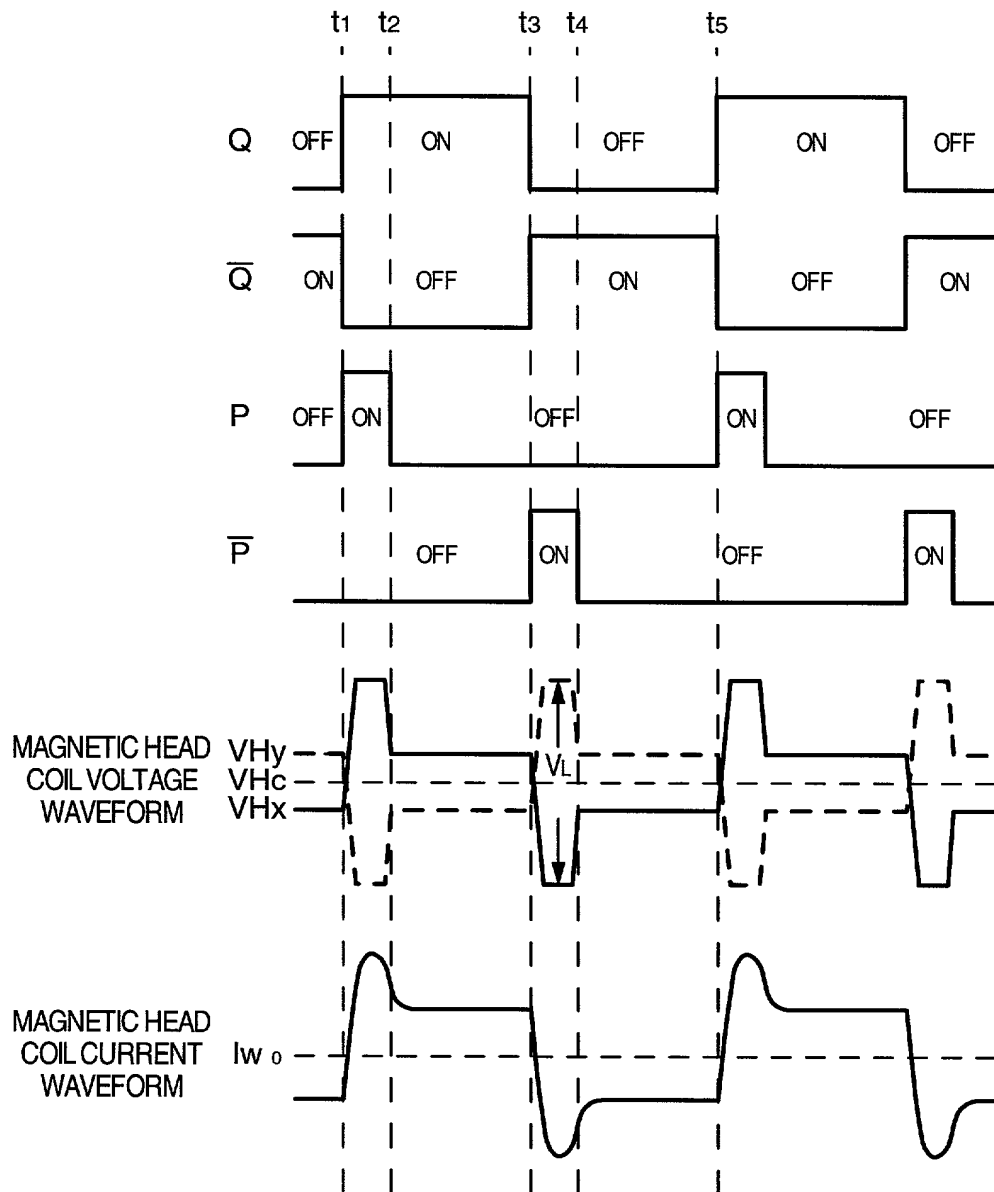 t1 t2 t3 t4 t5
Q OFF ON OFF ON OFF
Q̅ ON OFF ON OFF ON
P OFF ON OFF ON OFF
P̅ OFF ON OFF ON
MAGNETIC HEAD
COIL VOLTAGE
WAVEFORM
VHy
VHc
VHx
VL
MAGNETIC HEAD
COIL CURRENT
WAVEFORM
Iw 0